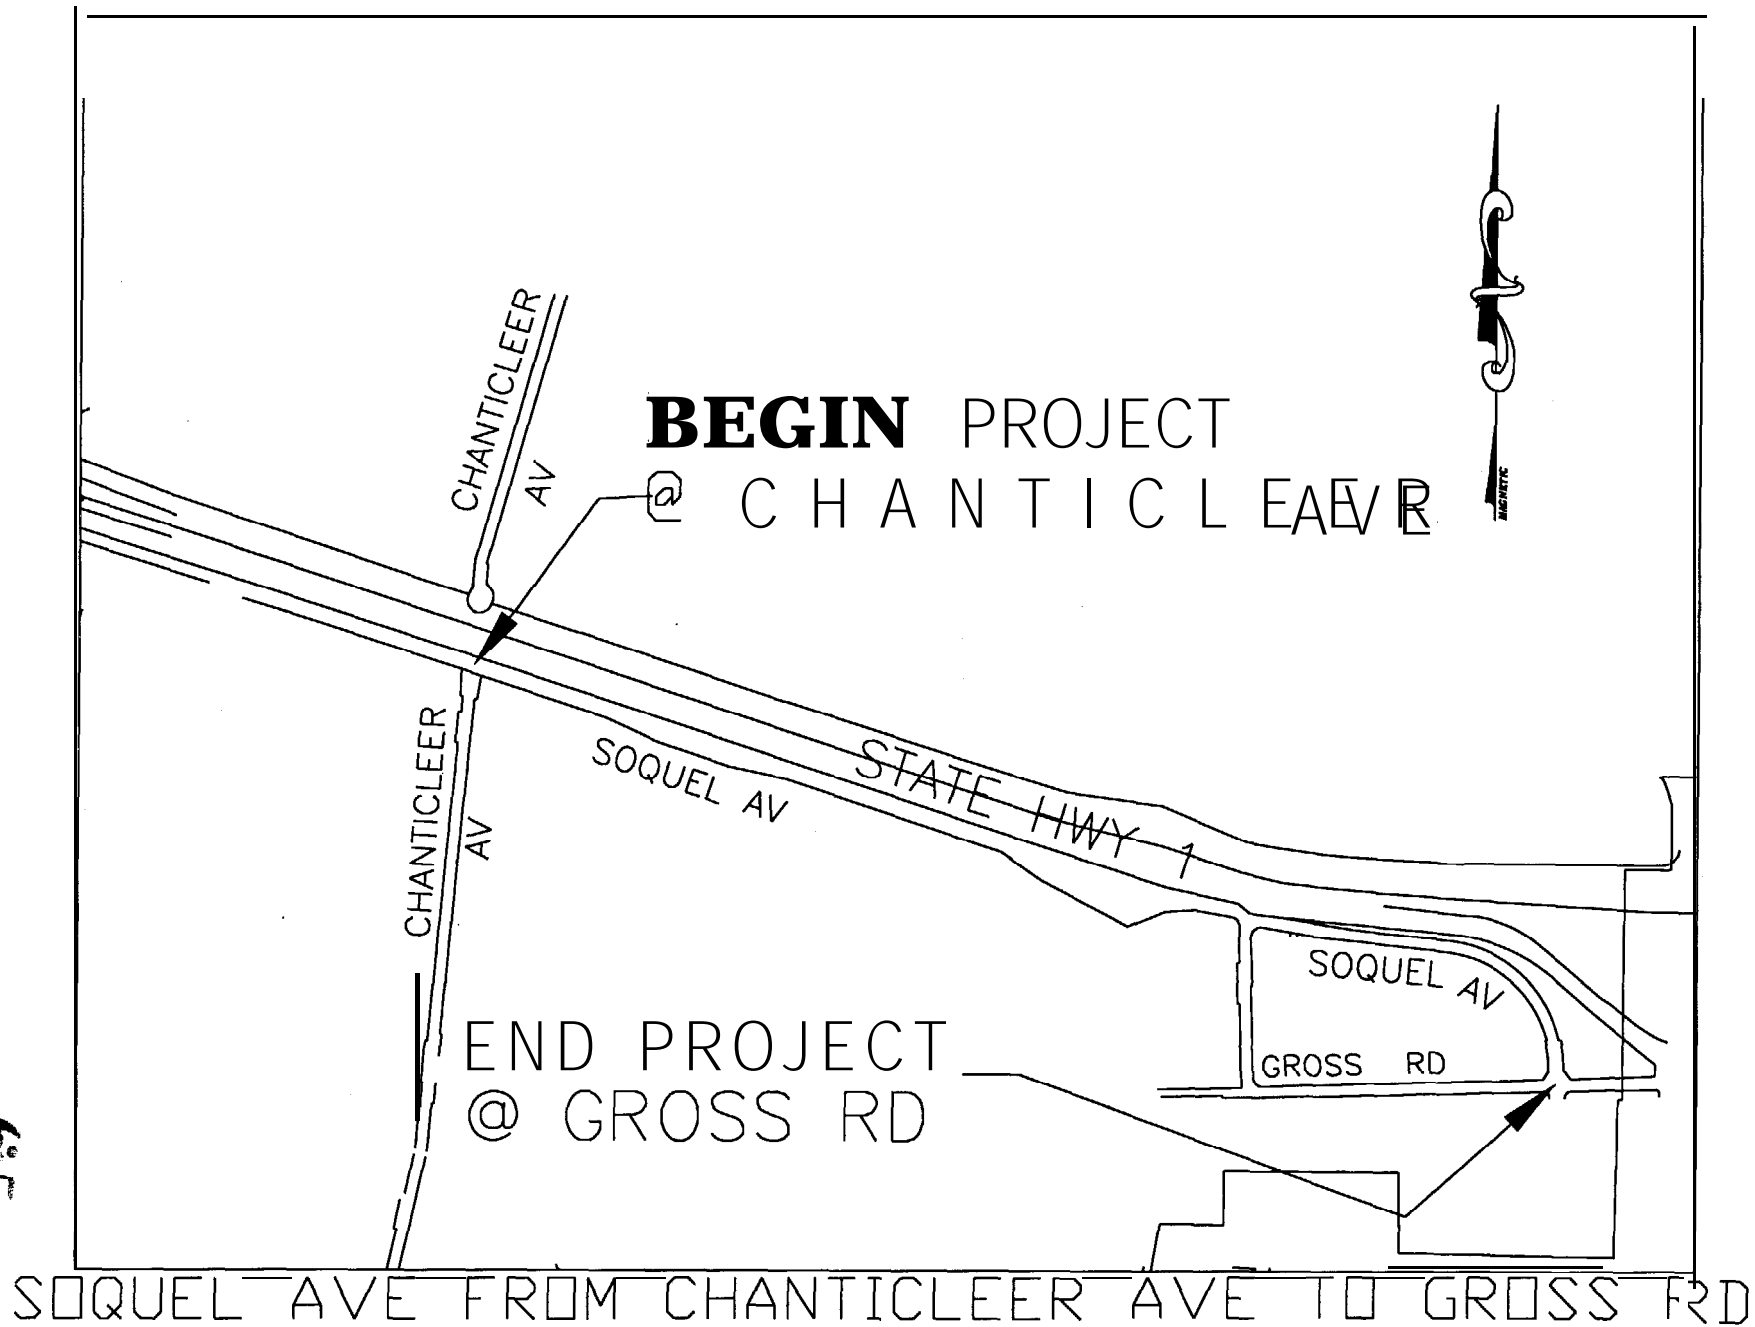 MAGNETIC
CHANTICLEER
AV
BEGIN PROJECT
@ CHANTICLEER AVE
CHANTICLEER
AV
SOQUEL AV
STATE HWY 1
SOQUEL AV
GROSS RD
END PROJECT
@ GROSS RD
SOQUEL AVE FROM CHANTICLEER AVE TO GROSS RD